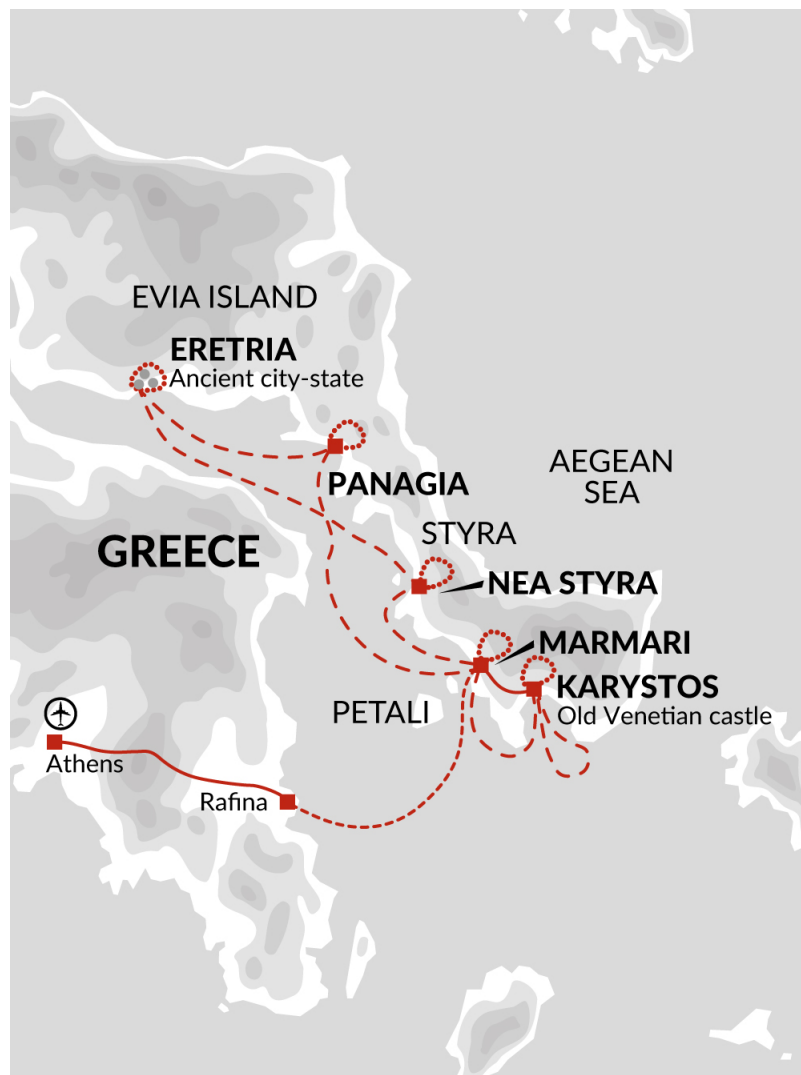 EVIA ISLAND
ERETRIA
Ancient city-state
AEGEAN
SEA
PANAGIA
STYRA
GREECE
NEA STYRA
MARMARI
KARYSTOS
Old Venetian castle
PETALI
Athens
Rafina